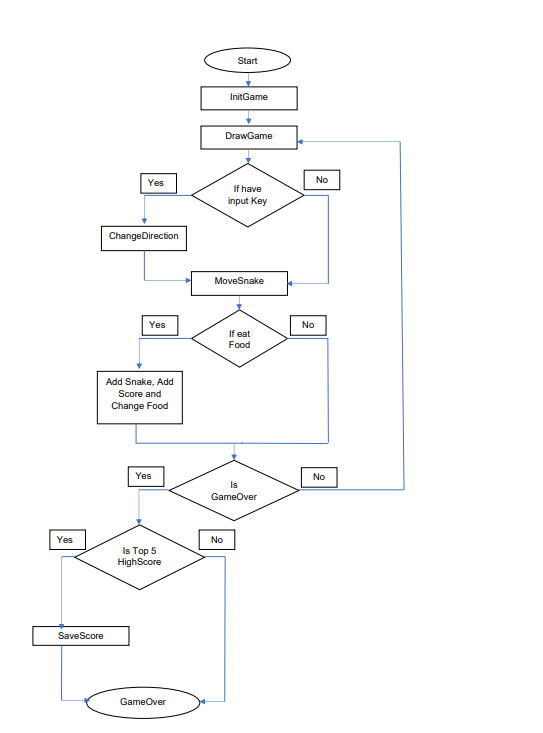 Start
InitGame
DrawGame
Yes
No
If have
input Key
ChangeDirection
MoveSnake
Yes
No
If eat
Food
Add Snake, Add
Score and
Change Food
Yes
No
Is
GameOver
Yes
No
Is Top 5
HighScore
SaveScore
GameOver